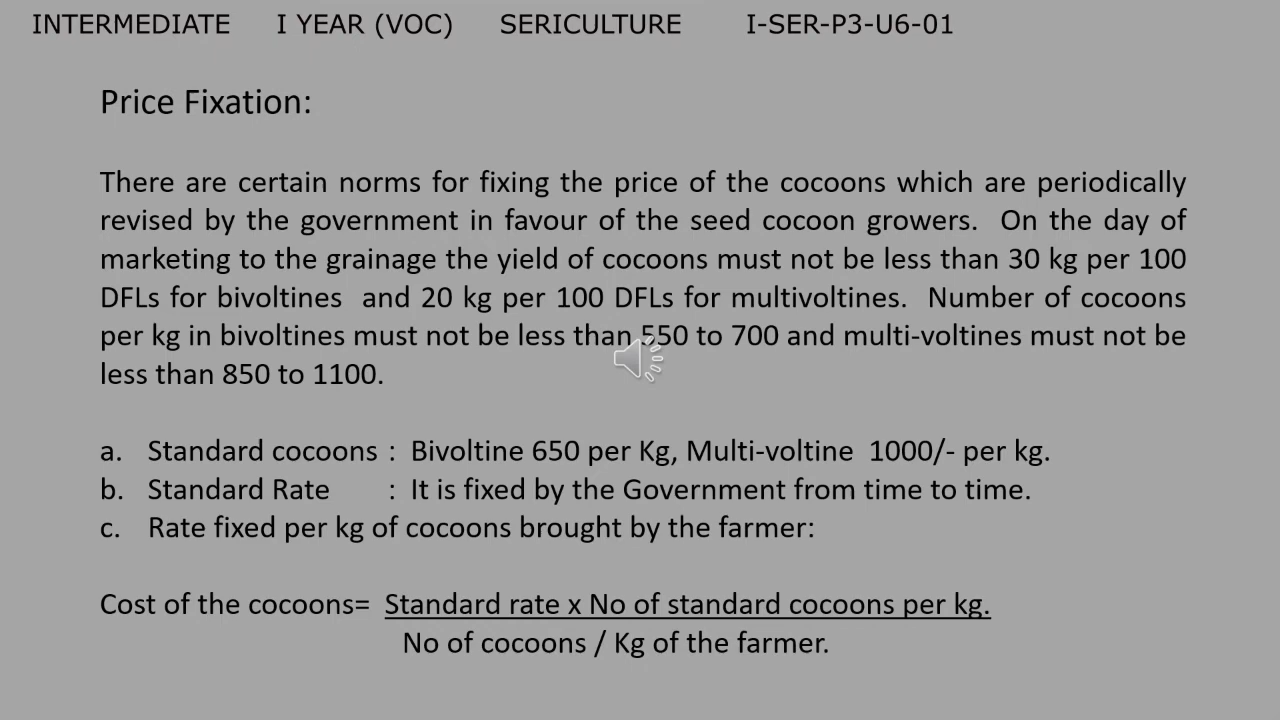 INTERMEDIATE I YEAR (VOC) SERICULTURE I-SER-P3-U6-01
Price Fixation:
There are certain norms for fixing the price of the cocoons which are periodically
revised by the government in favour of the seed cocoon growers. On the day of
marketing to the grainage the yield of cocoons must not be less than 30 kg per 100
DFLs for bivoltines and 20 kg per 100 DFLs for multivoltines. Number of cocoons
per kg in bivoltines must not be less than 550 to 700 and multi-voltines must not be
less than 850 to 1100.
a. Standard cocoons : Bivoltine 650 per Kg, Multi-voltine 1000/- per kg.
b. Standard Rate : It is fixed by the Government from time to time.
c. Rate fixed per kg of cocoons brought by the farmer:
Cost of the cocoons= Standard rate x No of standard cocoons per kg.
No of cocoons / Kg of the farmer.